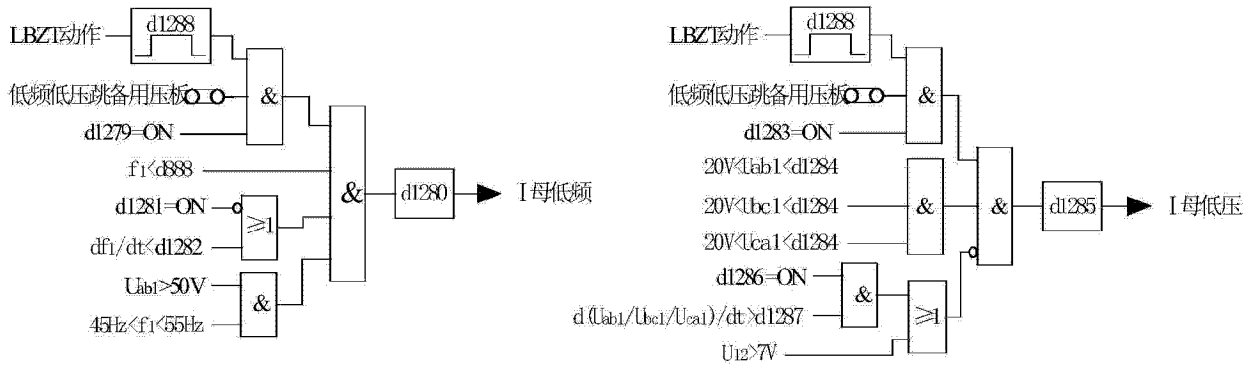 d1288
LBZT动作
&
低频低压跳备用压板
d1279=ON
f1<d888
&
d1280
I母低频
d1281=ON
≥1
df1/dt<d1282
Uab1>50V
&
45Hz<f1<55Hz
d1288
LBZT动作
&
低频低压跳备用压板
d1283=ON
20V<Uab1<d1284
20V<Ubc1<d1284
&
&
d1285
I母低压
20V<Uca1<d1284
d1286=ON
&
d(Uab1/Ubc1/Uca1)/dt>d1287
≥1
U12>7V